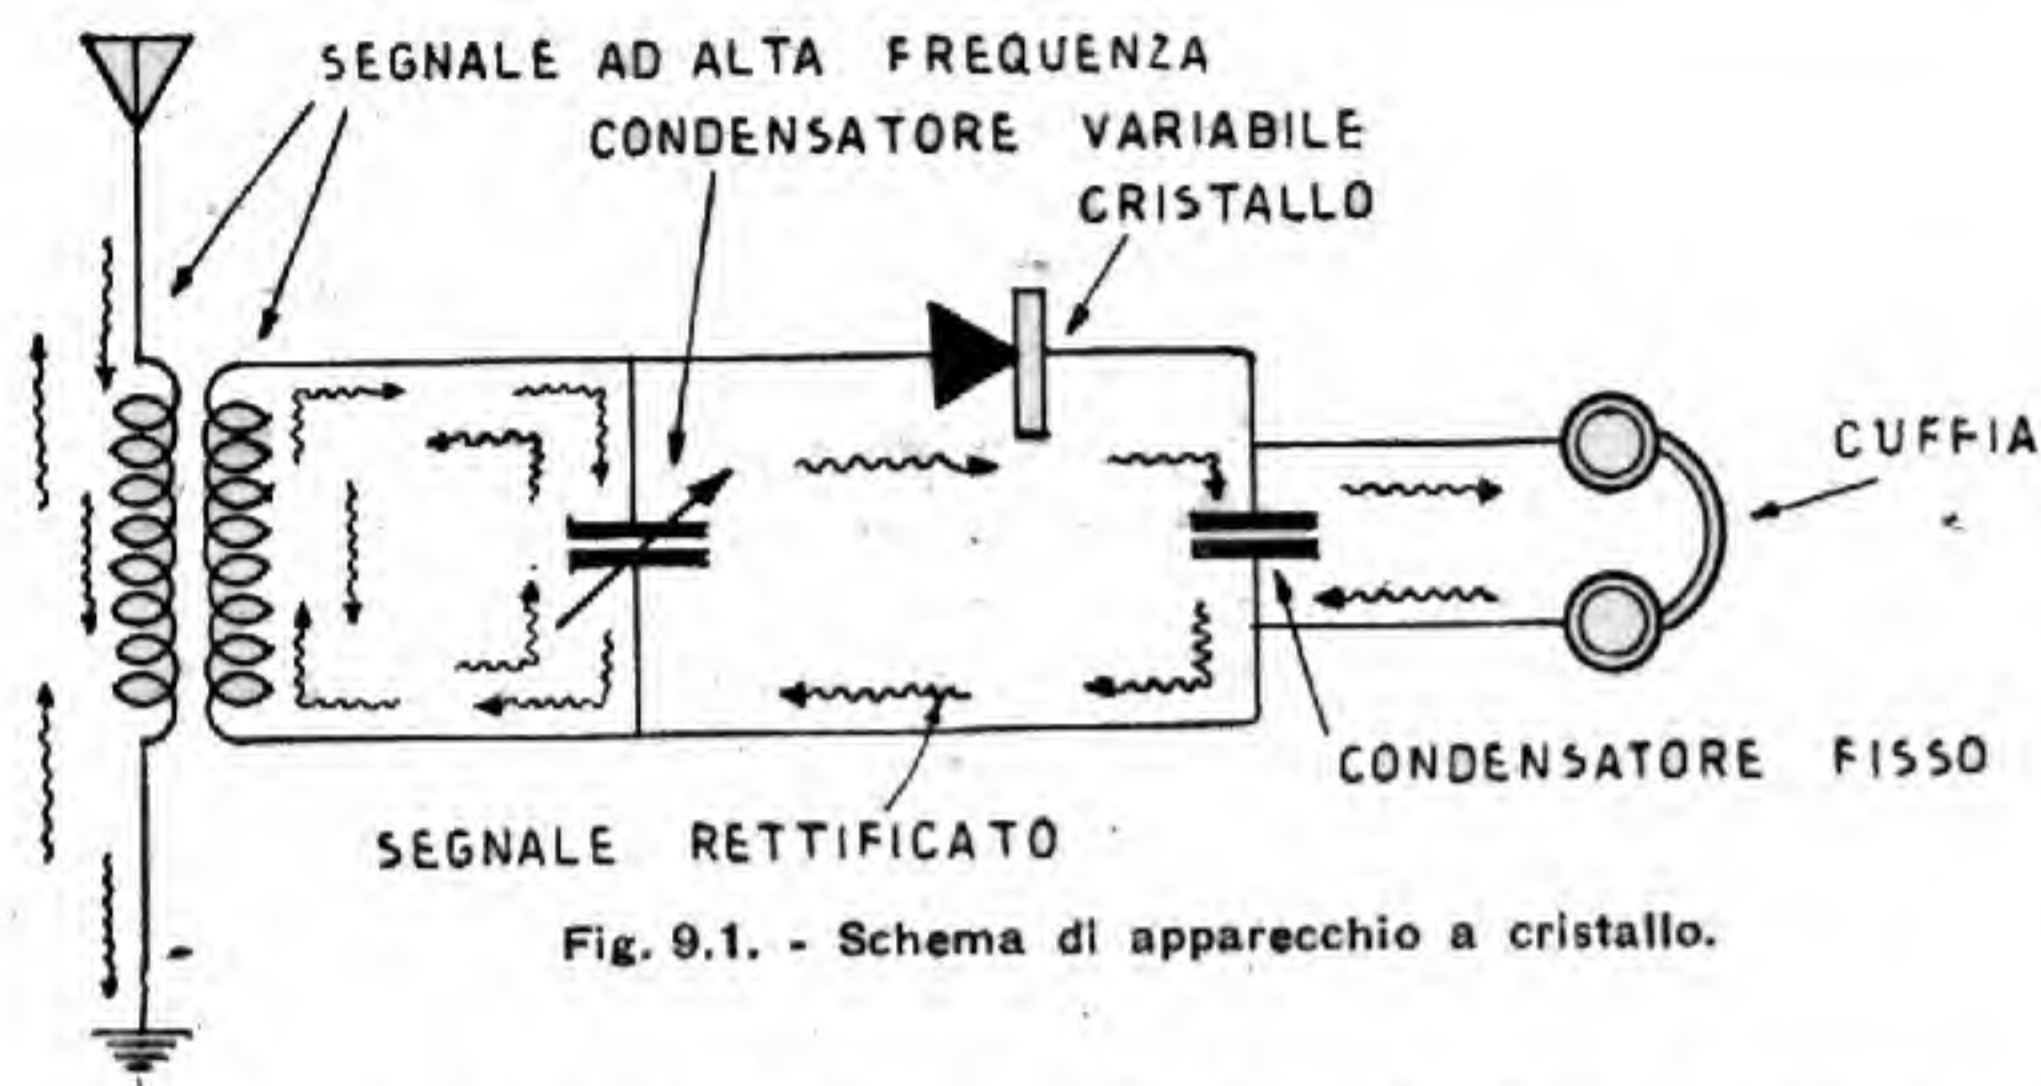 SEGNALE AD ALTA FREQUENZA
CONDENSATORE VARIABILE
CRISTALLO
CUFFIA
CONDENSATORE FISSO
SEGNALE RETTIFICATO
Fig. 9.1. - Schema di apparecchio a cristallo.